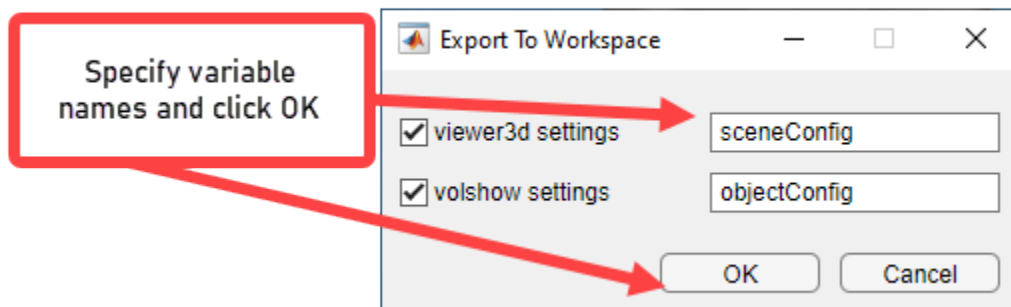 Export To Workspace
Specify variable
names and click OK
viewer3d settings
sceneConfig
volshow settings
objectConfig
OK
Cancel